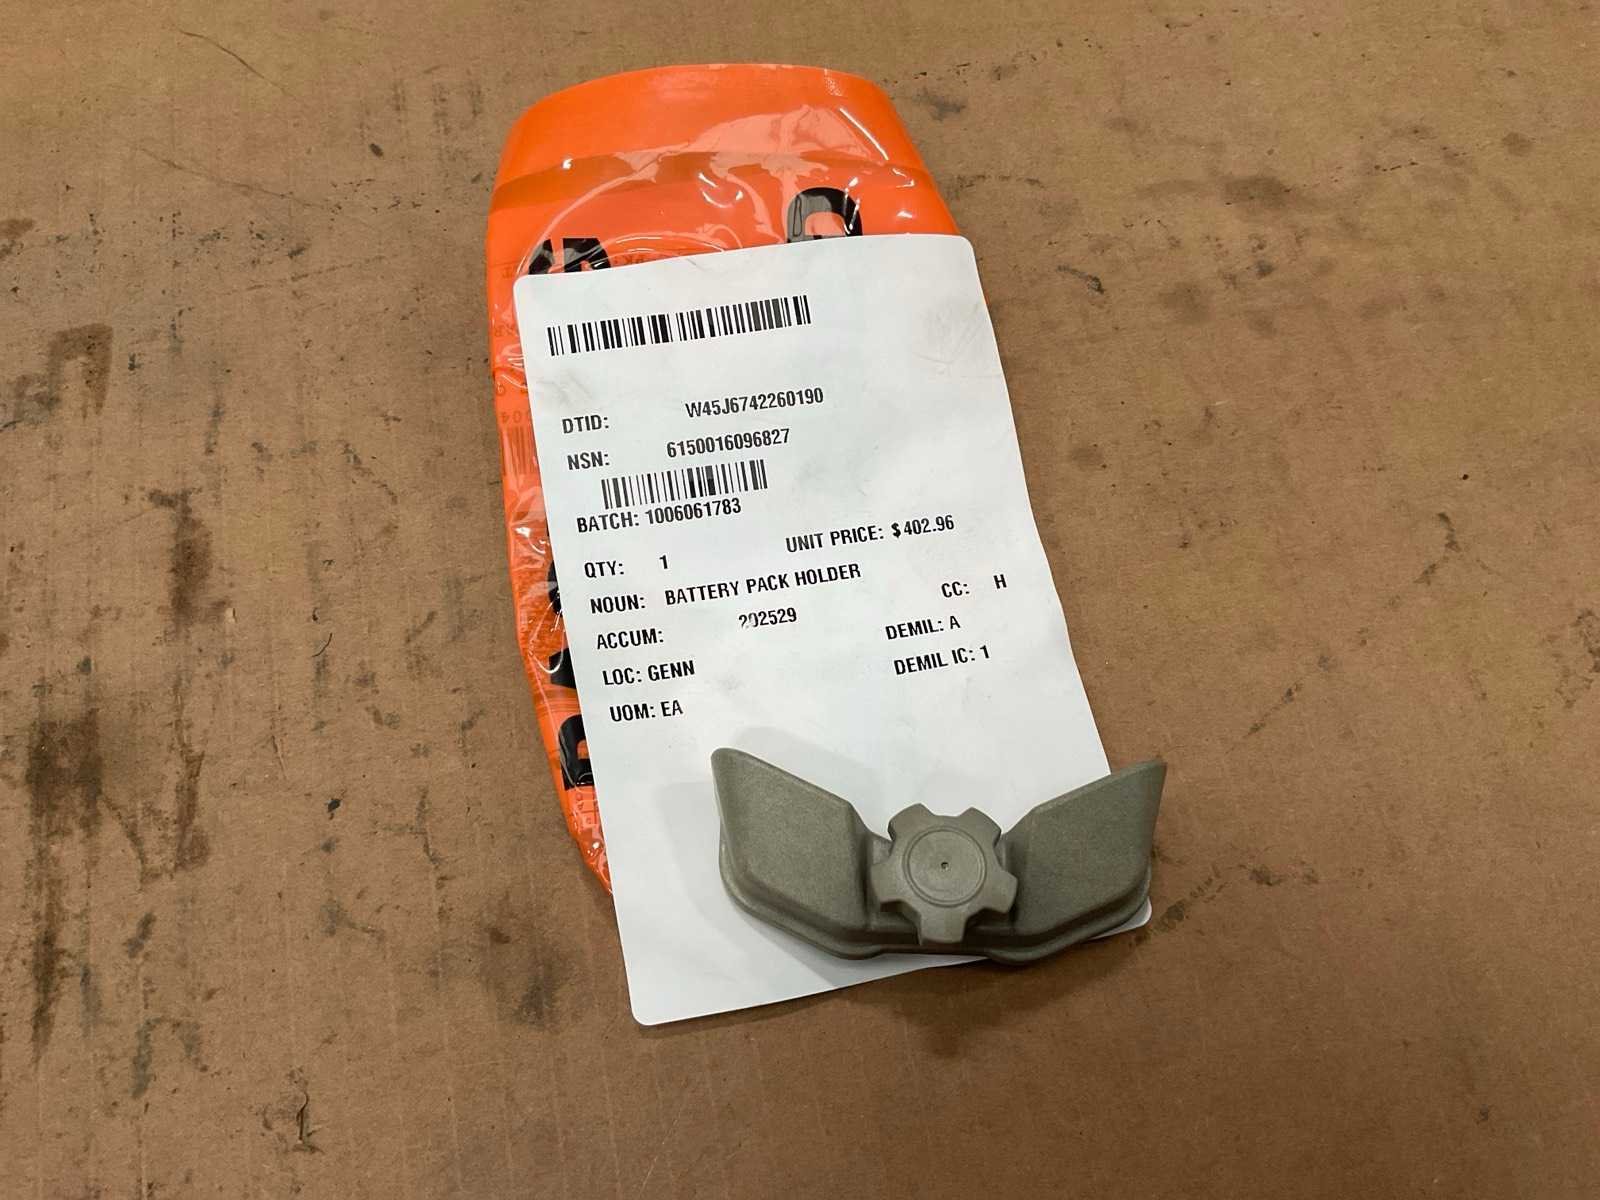 DTID: W45J6742260190
NSN: 6150016096827
BATCH: 1006061783
QTY: 1 UNIT PRICE: $402.96
NOUN: BATTERY PACK HOLDER
CC: H
ACCUM: 202529
DEMIL: A
LOC: GENN
DEMIL IC: 1
UOM: EA